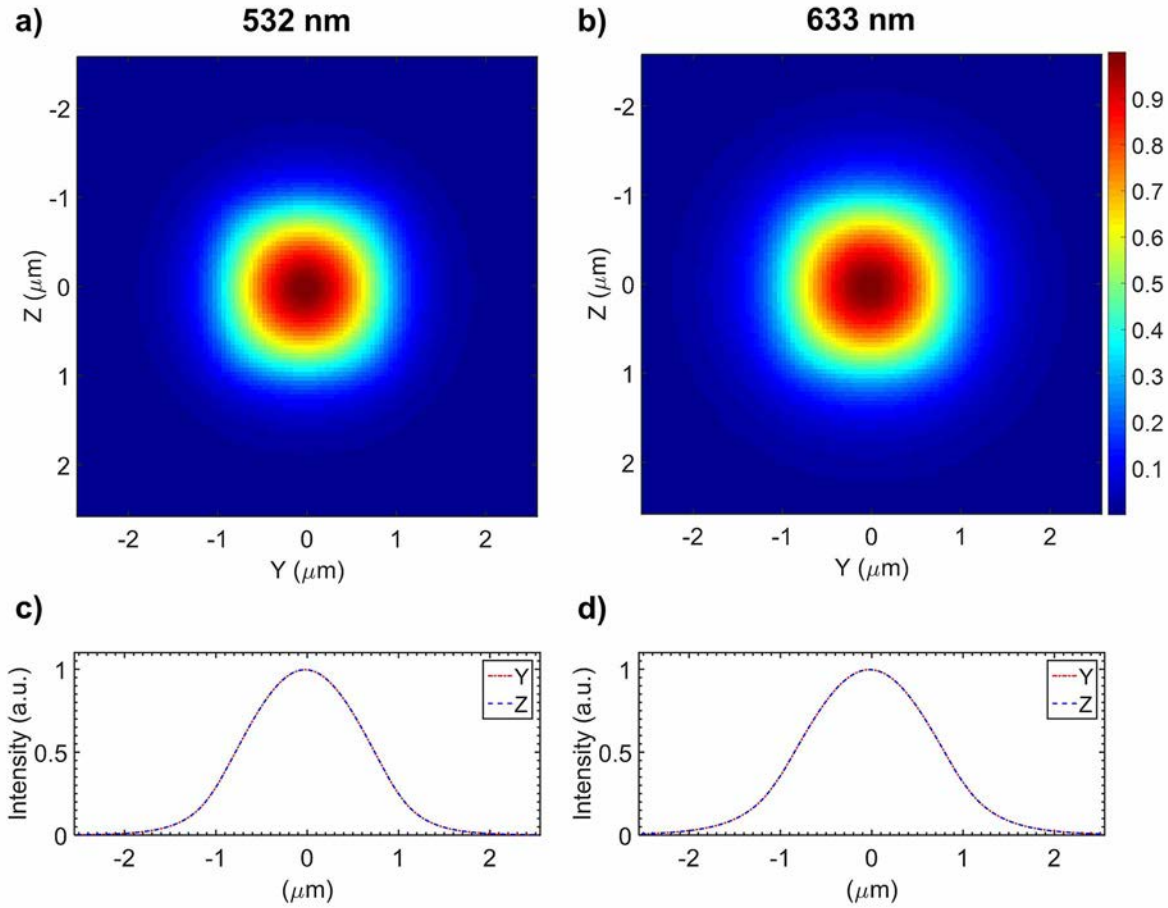 a) 532 nm
b) 633 nm
Z (μm)
-2
-1
0
1
2
-2 -1 0 1 2
Y (μm)
Z (μm)
-2
-1
0
1
2
-2 -1 0 1 2
Y (μm)
0.9
0.8
0.7
0.6
0.5
0.4
0.3
0.2
0.1
c)
Intensity (a.u.)
1
0.5
0
Y
Z
-2 -1 0 1 2
(μm)
d)
Intensity (a.u.)
1
0.5
0
Y
Z
-2 -1 0 1 2
(μm)